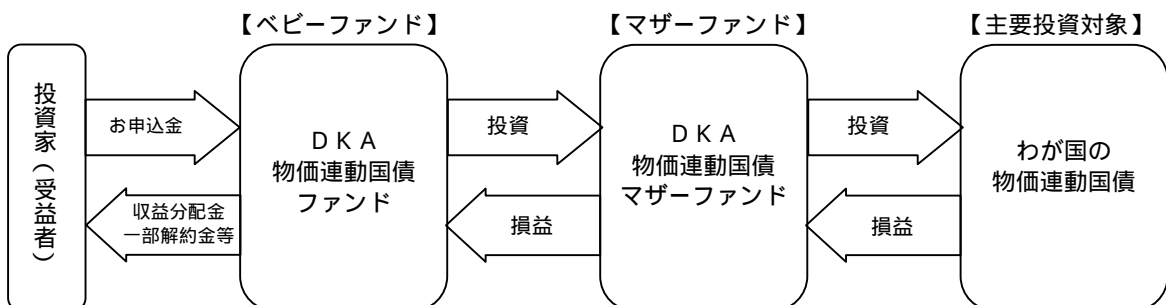 【ベビーファンド】
【マザーファンド】
【主要投資対象】
投資家(受益者)
お申込金
収益分配金
一部解約金等
DKA
物価連動国債
ファンド
投資
損益
DKA
物価連動国債
マザーファンド
投資
損益
わが国の
物価連動国債